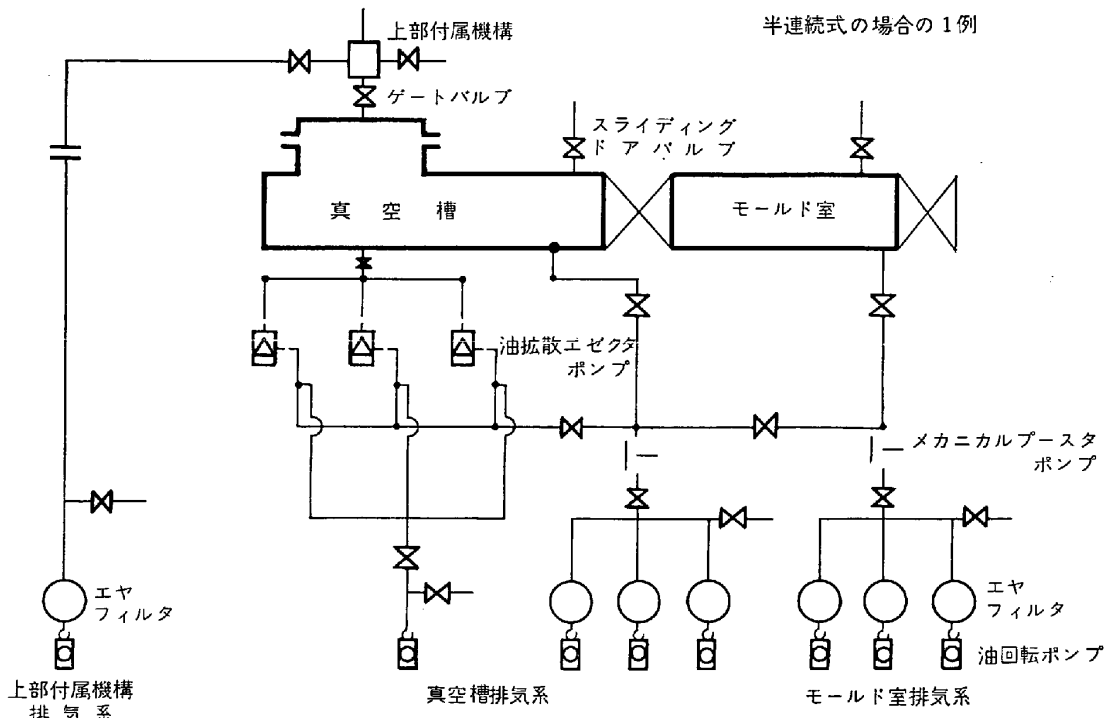 半連続式の場合の1例
上部付属機構
ゲートバルブ
スライディング
ドアバルブ
真空槽
モールド室
油拡散エゼクタ
ポンプ
メカニカルブースタ
ポンプ
エヤ
フィルタ
エヤ
フィルタ
油回転ポンプ
上部付属機構
排気系
真空槽排気系
モールド室排気系